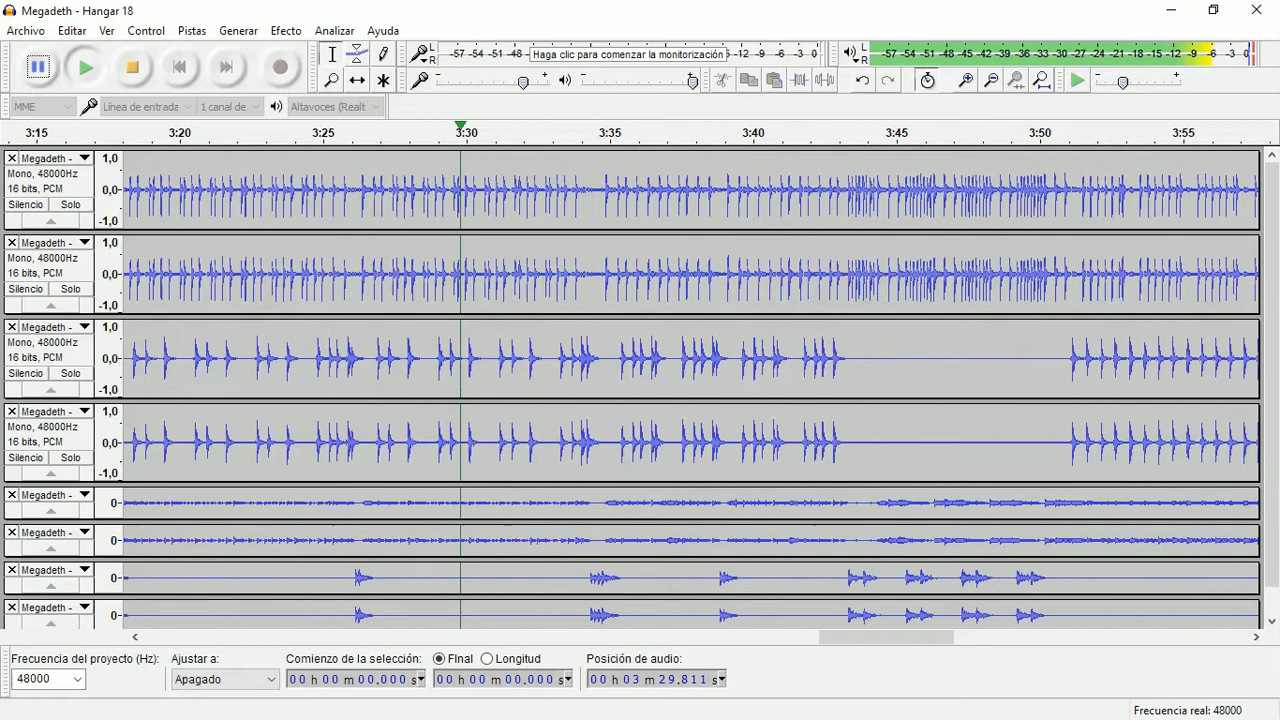 Megadeth - Hangar 18
Archivo Editar Ver Control Pistas Generar Efecto Analizar Ayuda
L R -57 -54 -51 -48 - Haga clic para comenzar la monitorización -12 -9 -6 -3 0
L R -57 -54 -51 -48 -45 -42 -39 -36 -33 -30 -27 -24 -21 -18 -15 -12 -9 -6 -3 0
MME Línea de entrada 1 canal de Altavoces (Realt
3:15 3:20 3:25 3:30 3:35 3:40 3:45 3:50 3:55
Megadeth - 1,0
Mono, 48000Hz
16 bits, PCM 0,0
Silencio Solo
-1,0
Megadeth - 1,0
Mono, 48000Hz
16 bits, PCM 0,0
Silencio Solo
-1,0
Megadeth - 1,0
Mono, 48000Hz
16 bits, PCM 0,0
Silencio Solo
-1,0
Megadeth - 1,0
Mono, 48000Hz
16 bits, PCM 0,0
Silencio Solo
-1,0
Megadeth - 0-
Megadeth - 0-
Megadeth - 0-
Megadeth - 0-
Frecuencia del proyecto (Hz): Ajustar a: Comienzo de la selección: FInal Longitud Posición de audio:
48000 Apagado 00 h 00 m 00.000 s 00 h 00 m 00.000 s 00 h 03 m 29.811 s
Frecuencia real: 48000